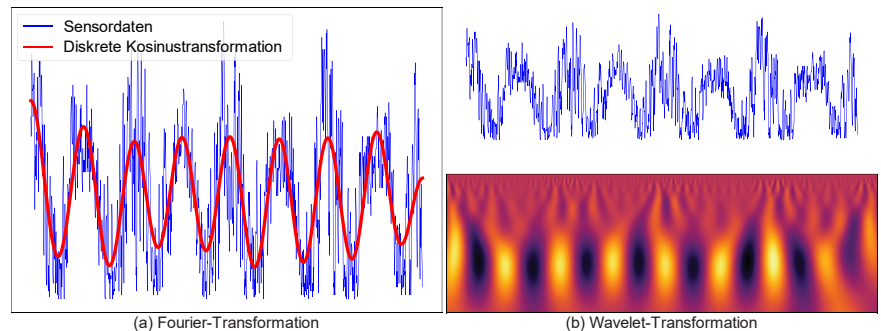 Sensordaten
Diskrete Kosinustransformation
(a) Fourier-Transformation
(b) Wavelet-Transformation